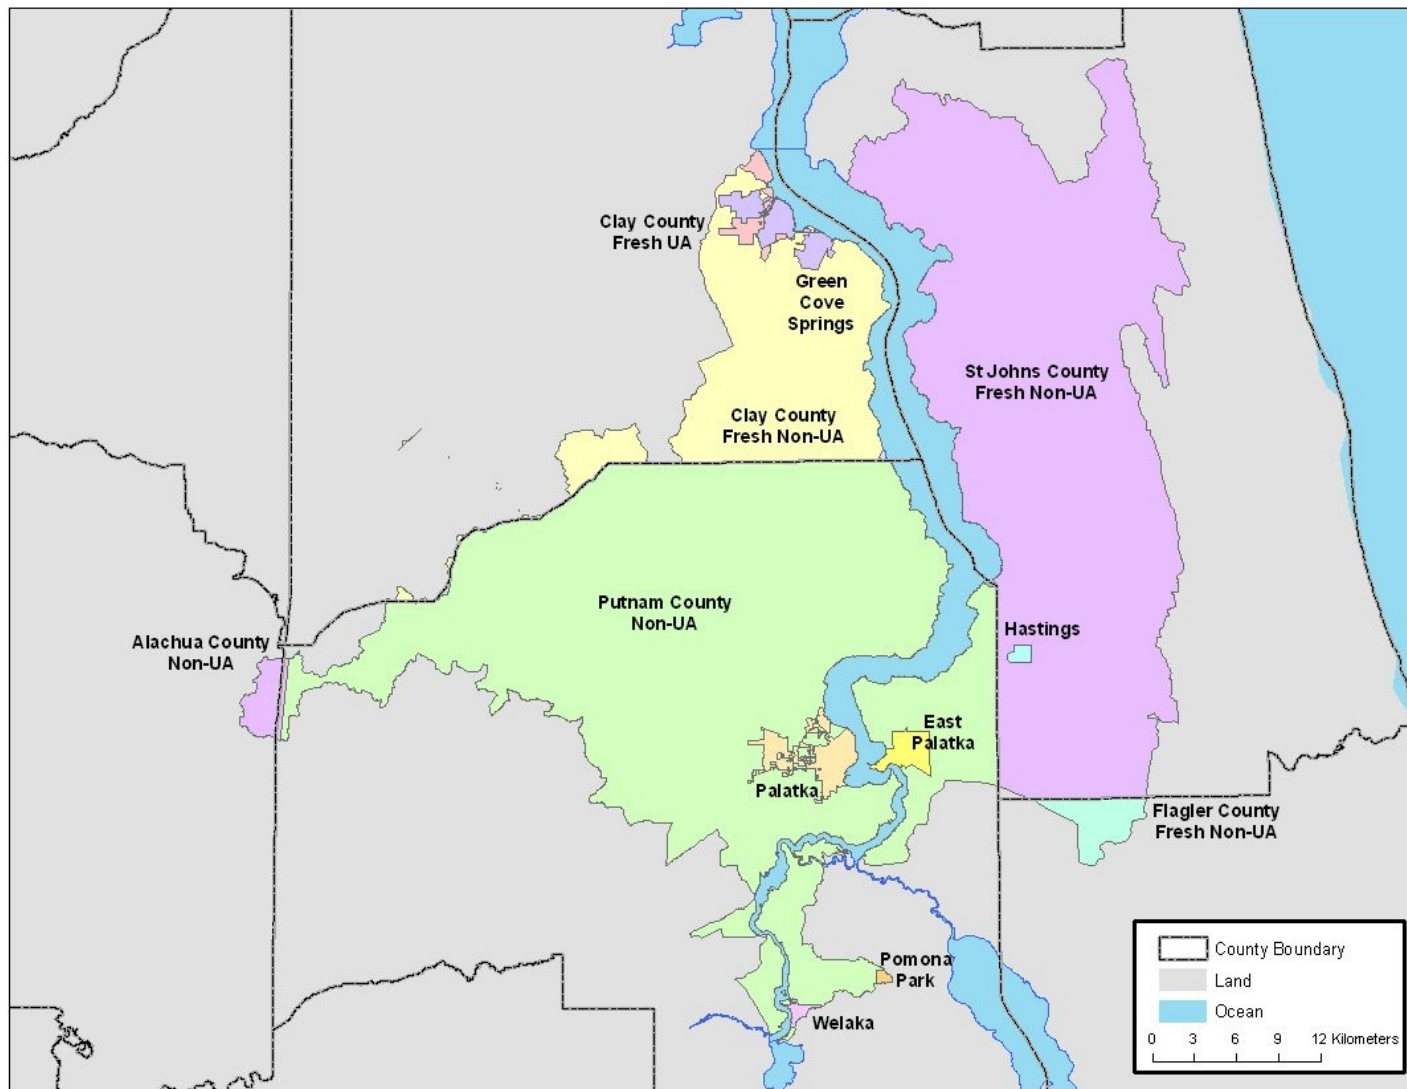 Clay County
Fresh UA
Green
Cove
Springs
St Johns County
Fresh Non-UA
Clay County
Fresh Non-UA
Putnam County
Non-UA
Hastings
Alachua County
Non-UA
East
Palatka
Palatka
Flagler County
Fresh Non-UA
Pomona
Park
Welaka
County Boundary
Land
Ocean
0 3 6 9 12 Kilometers